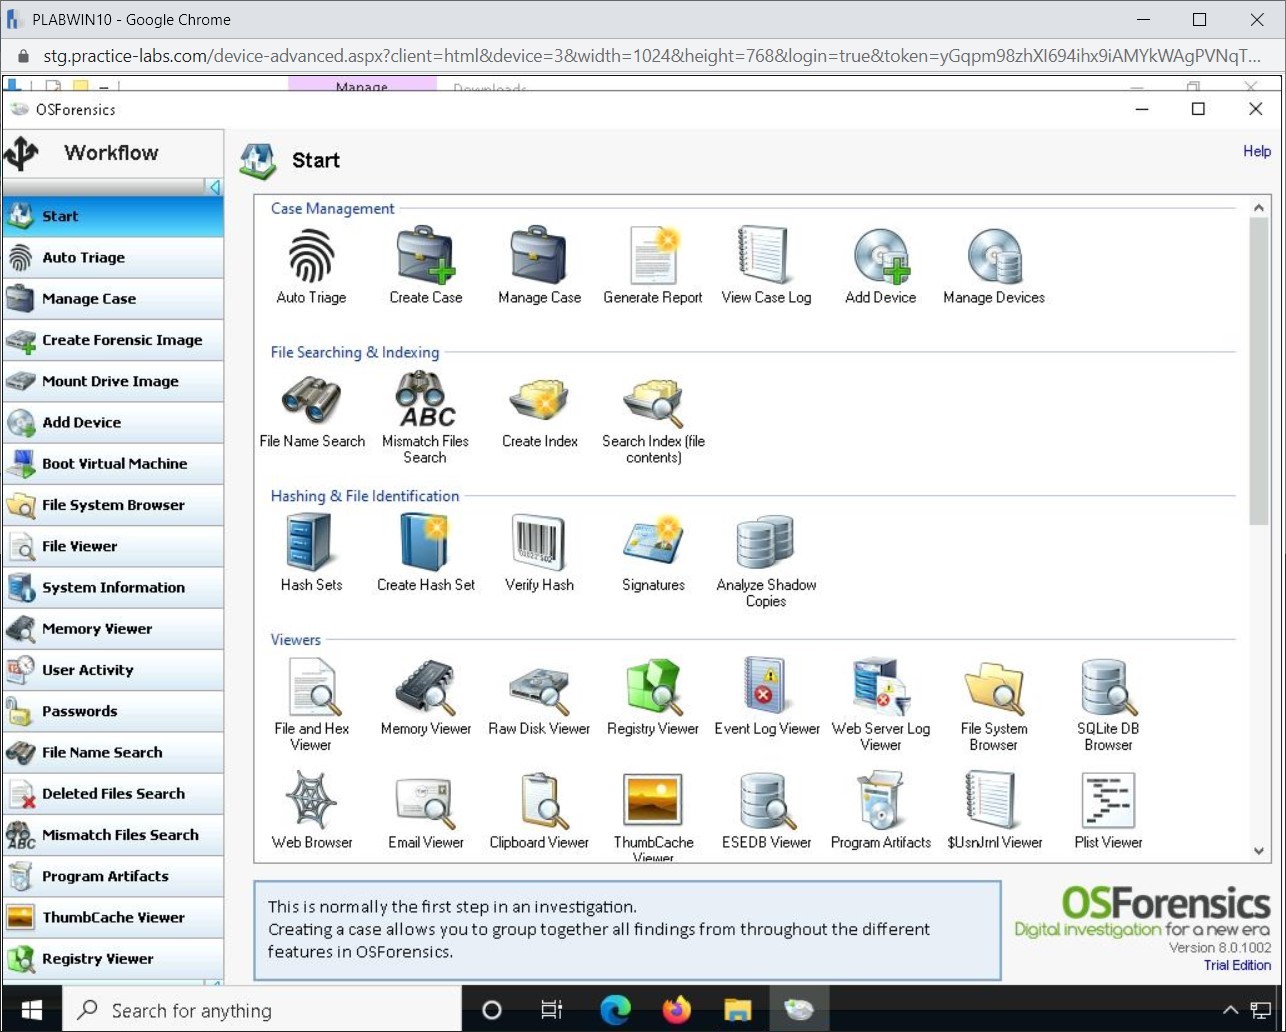 PLABWIN10 - Google Chrome
stg.practice-labs.com/device-advanced.aspx?client=html&device=3&width=1024&height=768&login=true&token=yGqpm98zhXI694ihx9iAMYkWAgPVNqT...
Manage
Downloads
OSForensics
Workflow
Start
Help
Start
Auto Triage
Manage Case
Create Forensic Image
Mount Drive Image
Add Device
Boot Virtual Machine
File System Browser
File Viewer
System Information
Memory Viewer
User Activity
Passwords
File Name Search
Deleted Files Search
Mismatch Files Search
Program Artifacts
ThumbCache Viewer
Registry Viewer
Case Management
Auto Triage
Create Case
Manage Case
Generate Report
View Case Log
Add Device
Manage Devices
File Searching & Indexing
File Name Search
ABC
Mismatch Files
Search
Create Index
Search Index (file
contents)
Hashing & File Identification
Hash Sets
Create Hash Set
Verify Hash
Signatures
Analyze Shadow
Copies
Viewers
File and Hex
Viewer
Memory Viewer
Raw Disk Viewer
Registry Viewer
Event Log Viewer
Web Server Log
Viewer
File System
Browser
SQLite DB
Browser
Web Browser
Email Viewer
Clipboard Viewer
ThumbCache
Viewer
ESEDB Viewer
Program Artifacts
$UsnJrnl Viewer
Plist Viewer
This is normally the first step in an investigation.
Creating a case allows you to group together all findings from throughout the different
features in OSForensics.
OSForensics
Digital investigation for a new era
Version 8.0.1002
Trial Edition
Search for anything